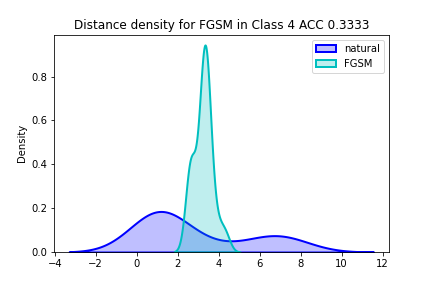 Distance density for FGSM in Class 4 ACC 0.3333
natural
FGSM
Density
0.8
0.6
0.4
0.2
0.0
−4 −2 0 2 4 6 8 10 12